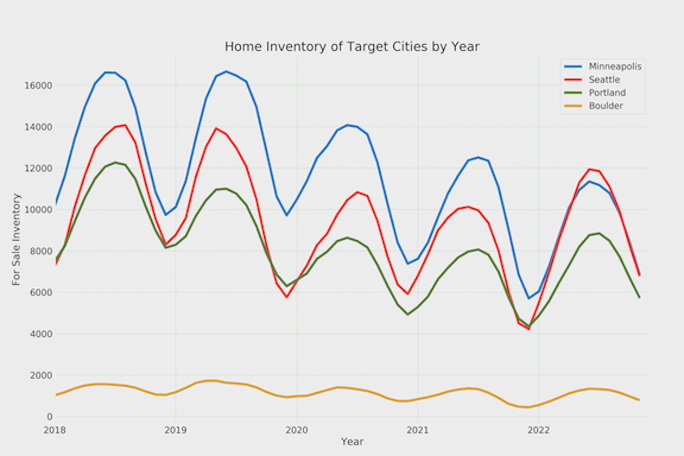 Home Inventory of Target Cities by Year
Minneapolis
Seattle
Portland
Boulder
For Sale Inventory
16000
14000
12000
10000
8000
6000
4000
2000
0
2018 2019 2020 2021 2022
Year